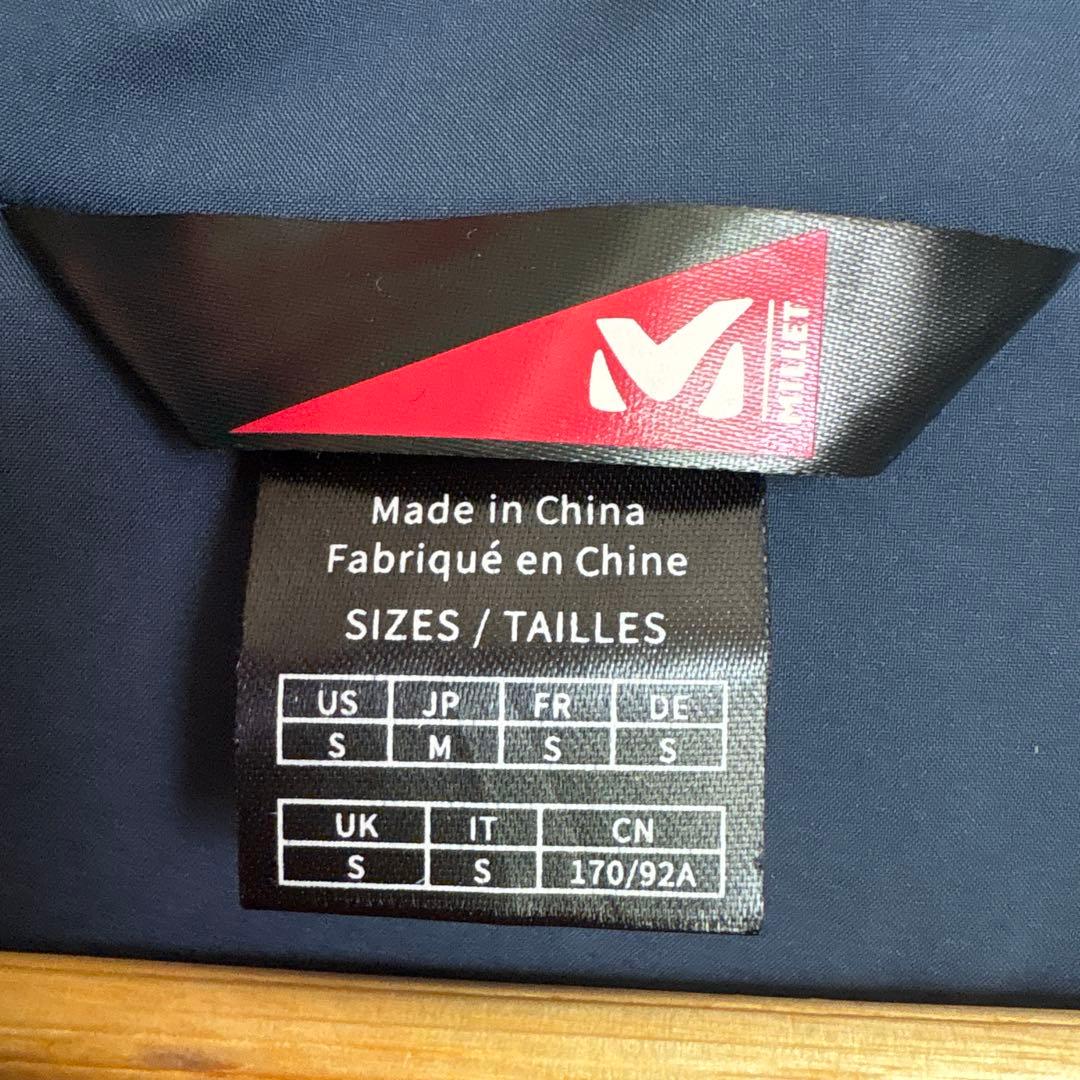 MILLET
Made in China
Fabriqué en Chine
SIZES / TAILLES
US JP FR DE
S M S S
UK IT CN
S S 170/92A